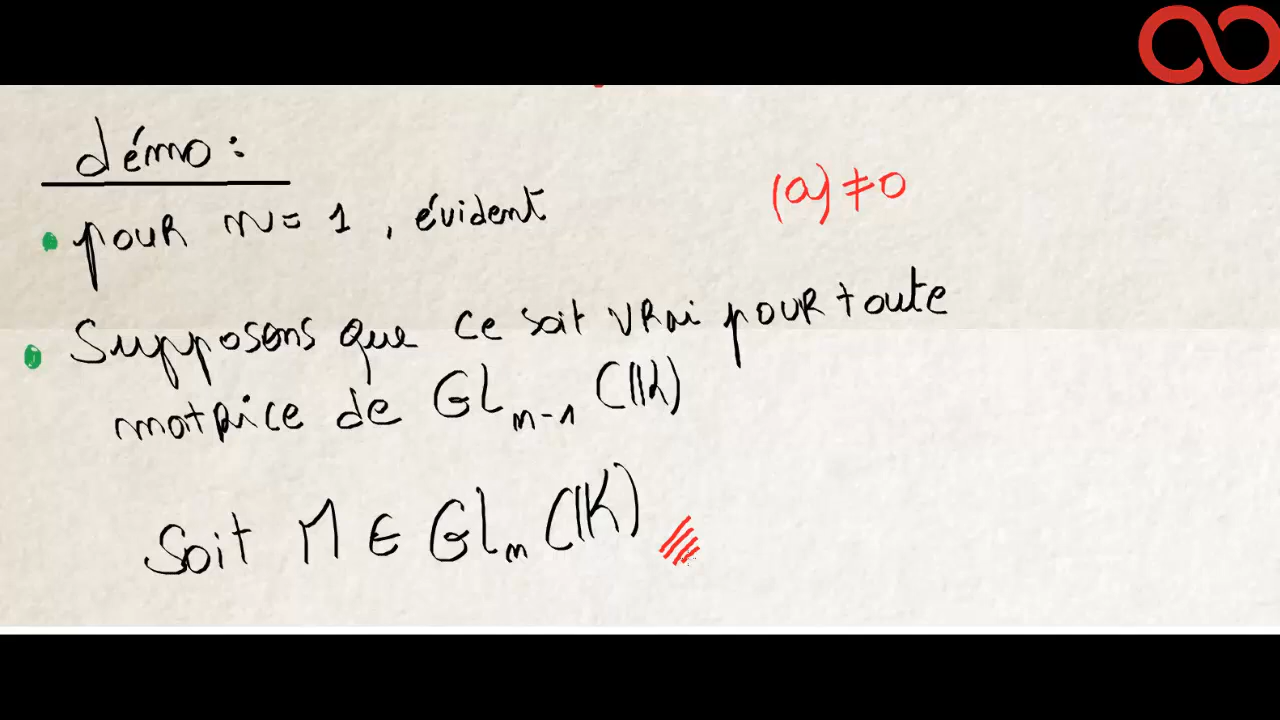 démo :
pour n = 1 , évident
(a) ≠ 0
Supposons que ce soit vrai pour toute
matrice de GL_{n-1} (𝕂)
Soit M ∈ GL_n (𝕂)